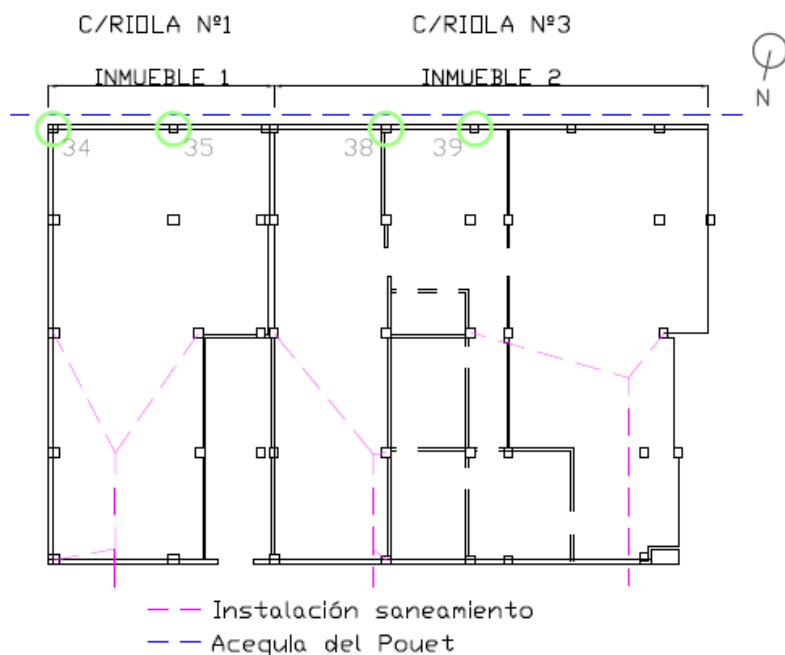 C/RIOLA Nº1 C/RIOLA Nº3
INMUEBLE 1 INMUEBLE 2
N
34 35 38 39
Instalación saneamiento
Acequia del Pouet